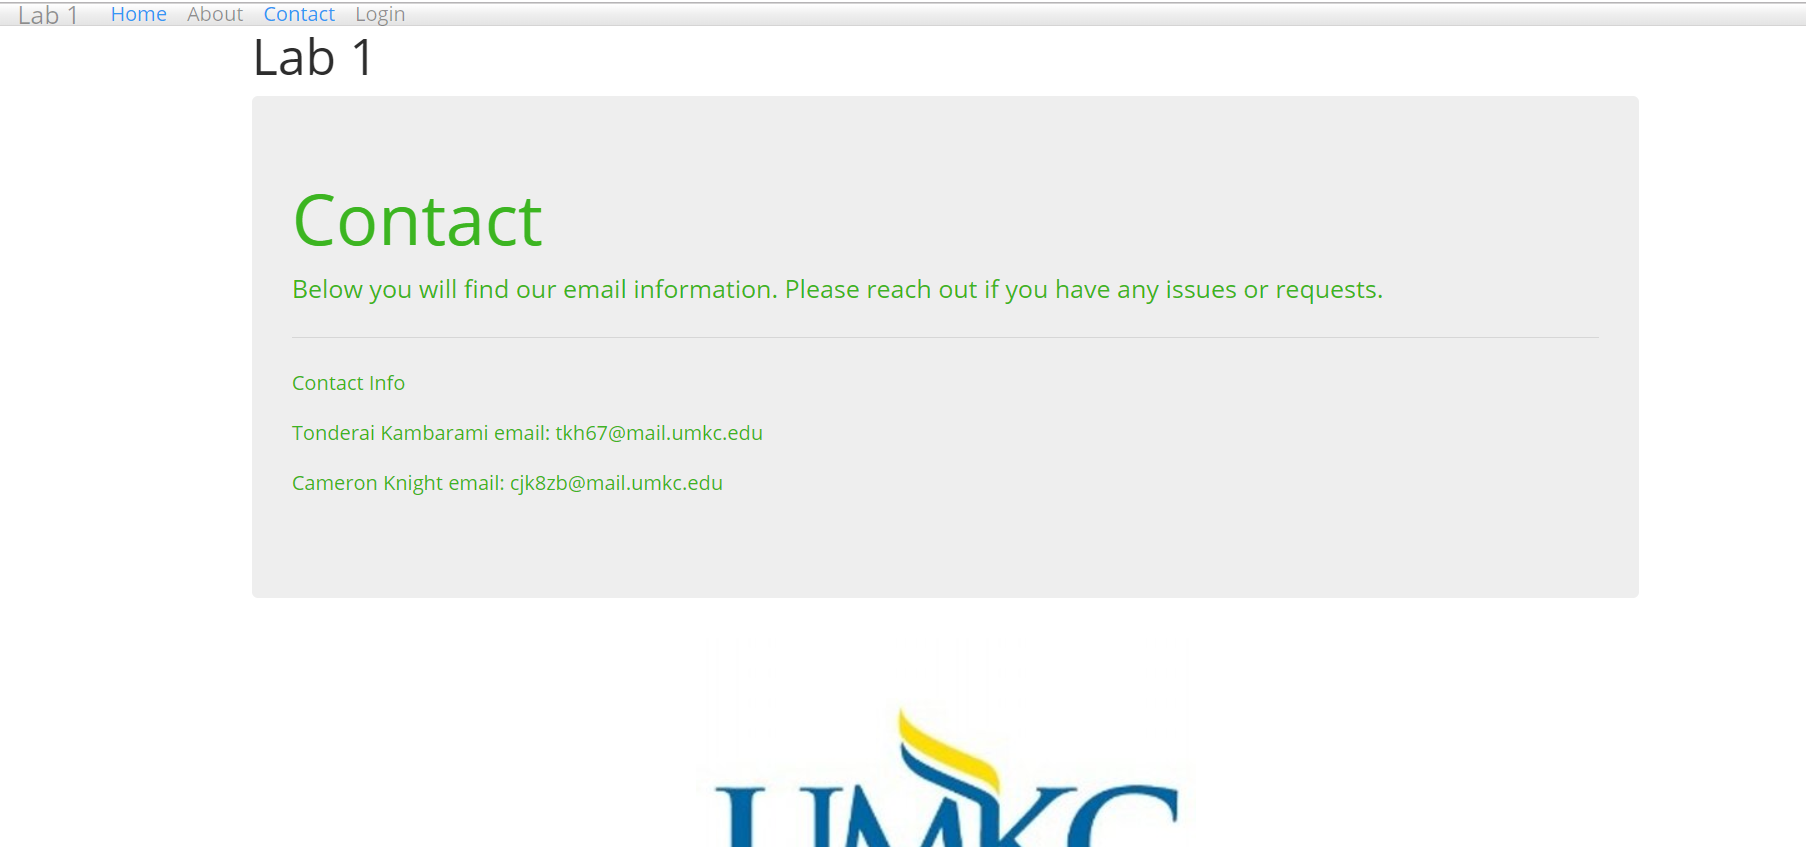 Lab 1 Home About Contact Login
Lab 1
Contact
Below you will find our email information. Please reach out if you have any issues or requests.
Contact Info
Tonderai Kambarami email: tkh67@mail.umkc.edu
Cameron Knight email: cjk8zb@mail.umkc.edu
UMKC